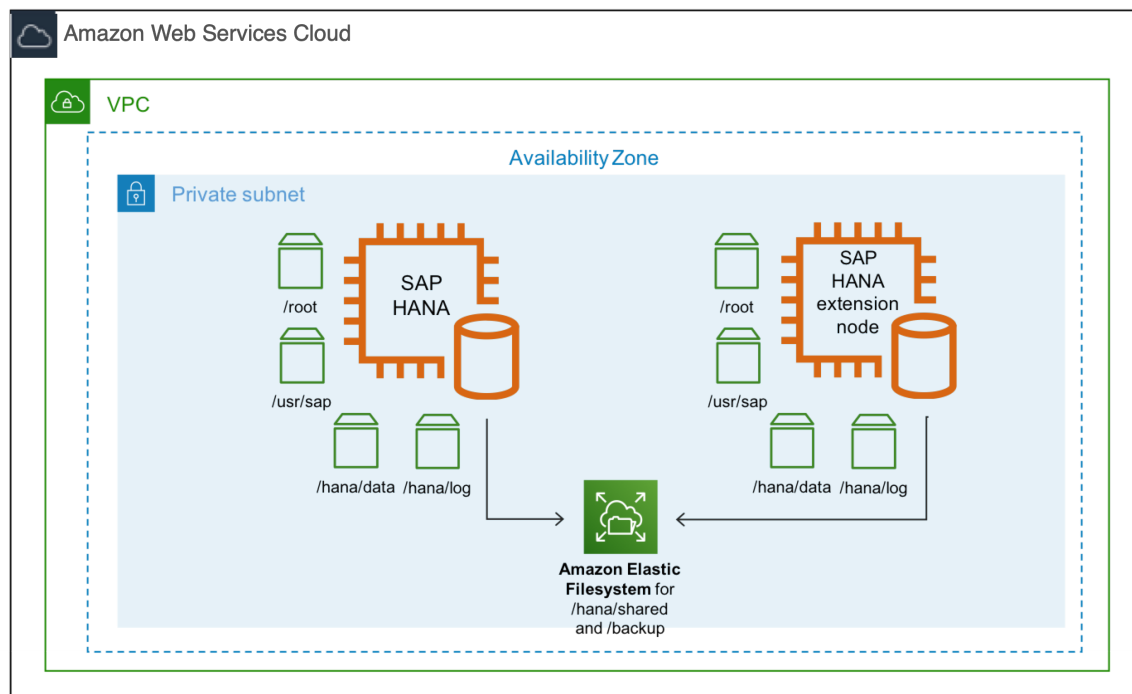 Amazon Web Services Cloud
VPC
Availability Zone
Private subnet
/root
SAP
HANA
/usr/sap
/hana/data
/hana/log
/root
SAP
HANA
extension
node
/usr/sap
/hana/data
/hana/log
Amazon Elastic
Filesystem for
/hana/shared
and /backup